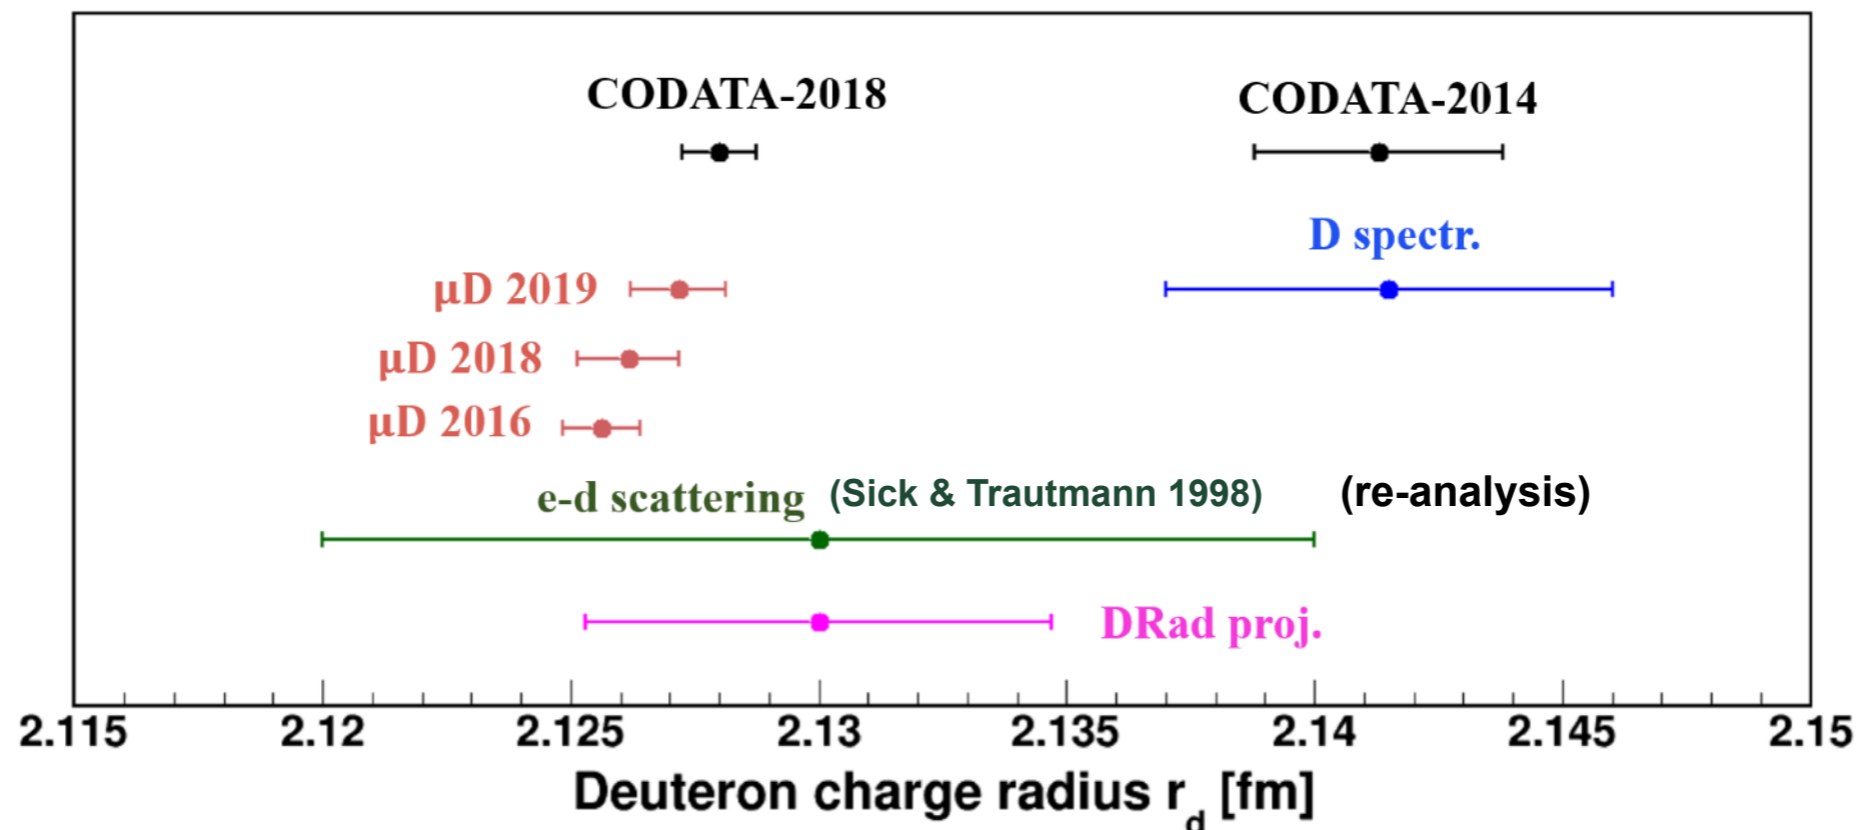 CODATA-2018
CODATA-2014
D spectr.
μD 2019
μD 2018
μD 2016
e-d scattering (Sick & Trautmann 1998) (re-analysis)
DRad proj.
2.115 2.12 2.125 2.13 2.135 2.14 2.145 2.15
Deuteron charge radius r_d [fm]